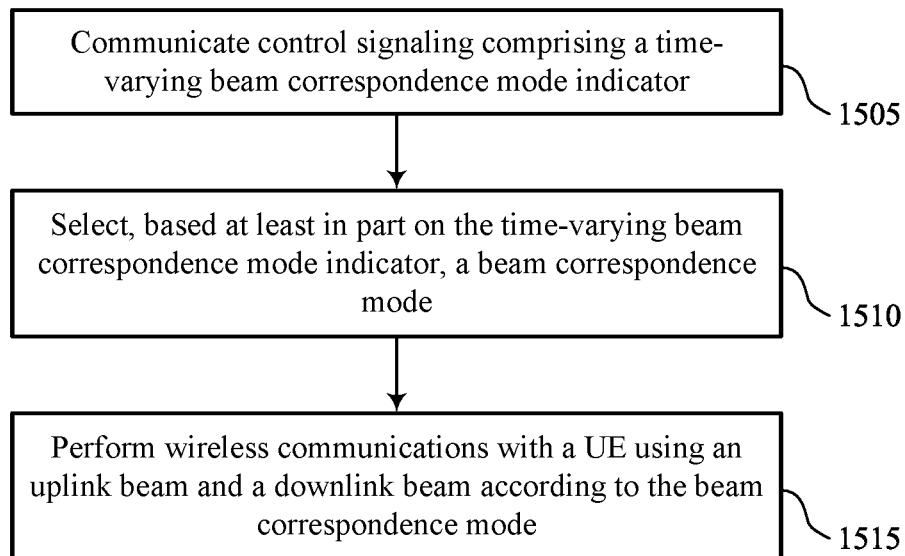 Communicate control signaling comprising a time-
varying beam correspondence mode indicator
1505
Select, based at least in part on the time-varying beam
correspondence mode indicator, a beam correspondence
mode
1510
Perform wireless communications with a UE using an
uplink beam and a downlink beam according to the beam
correspondence mode
1515